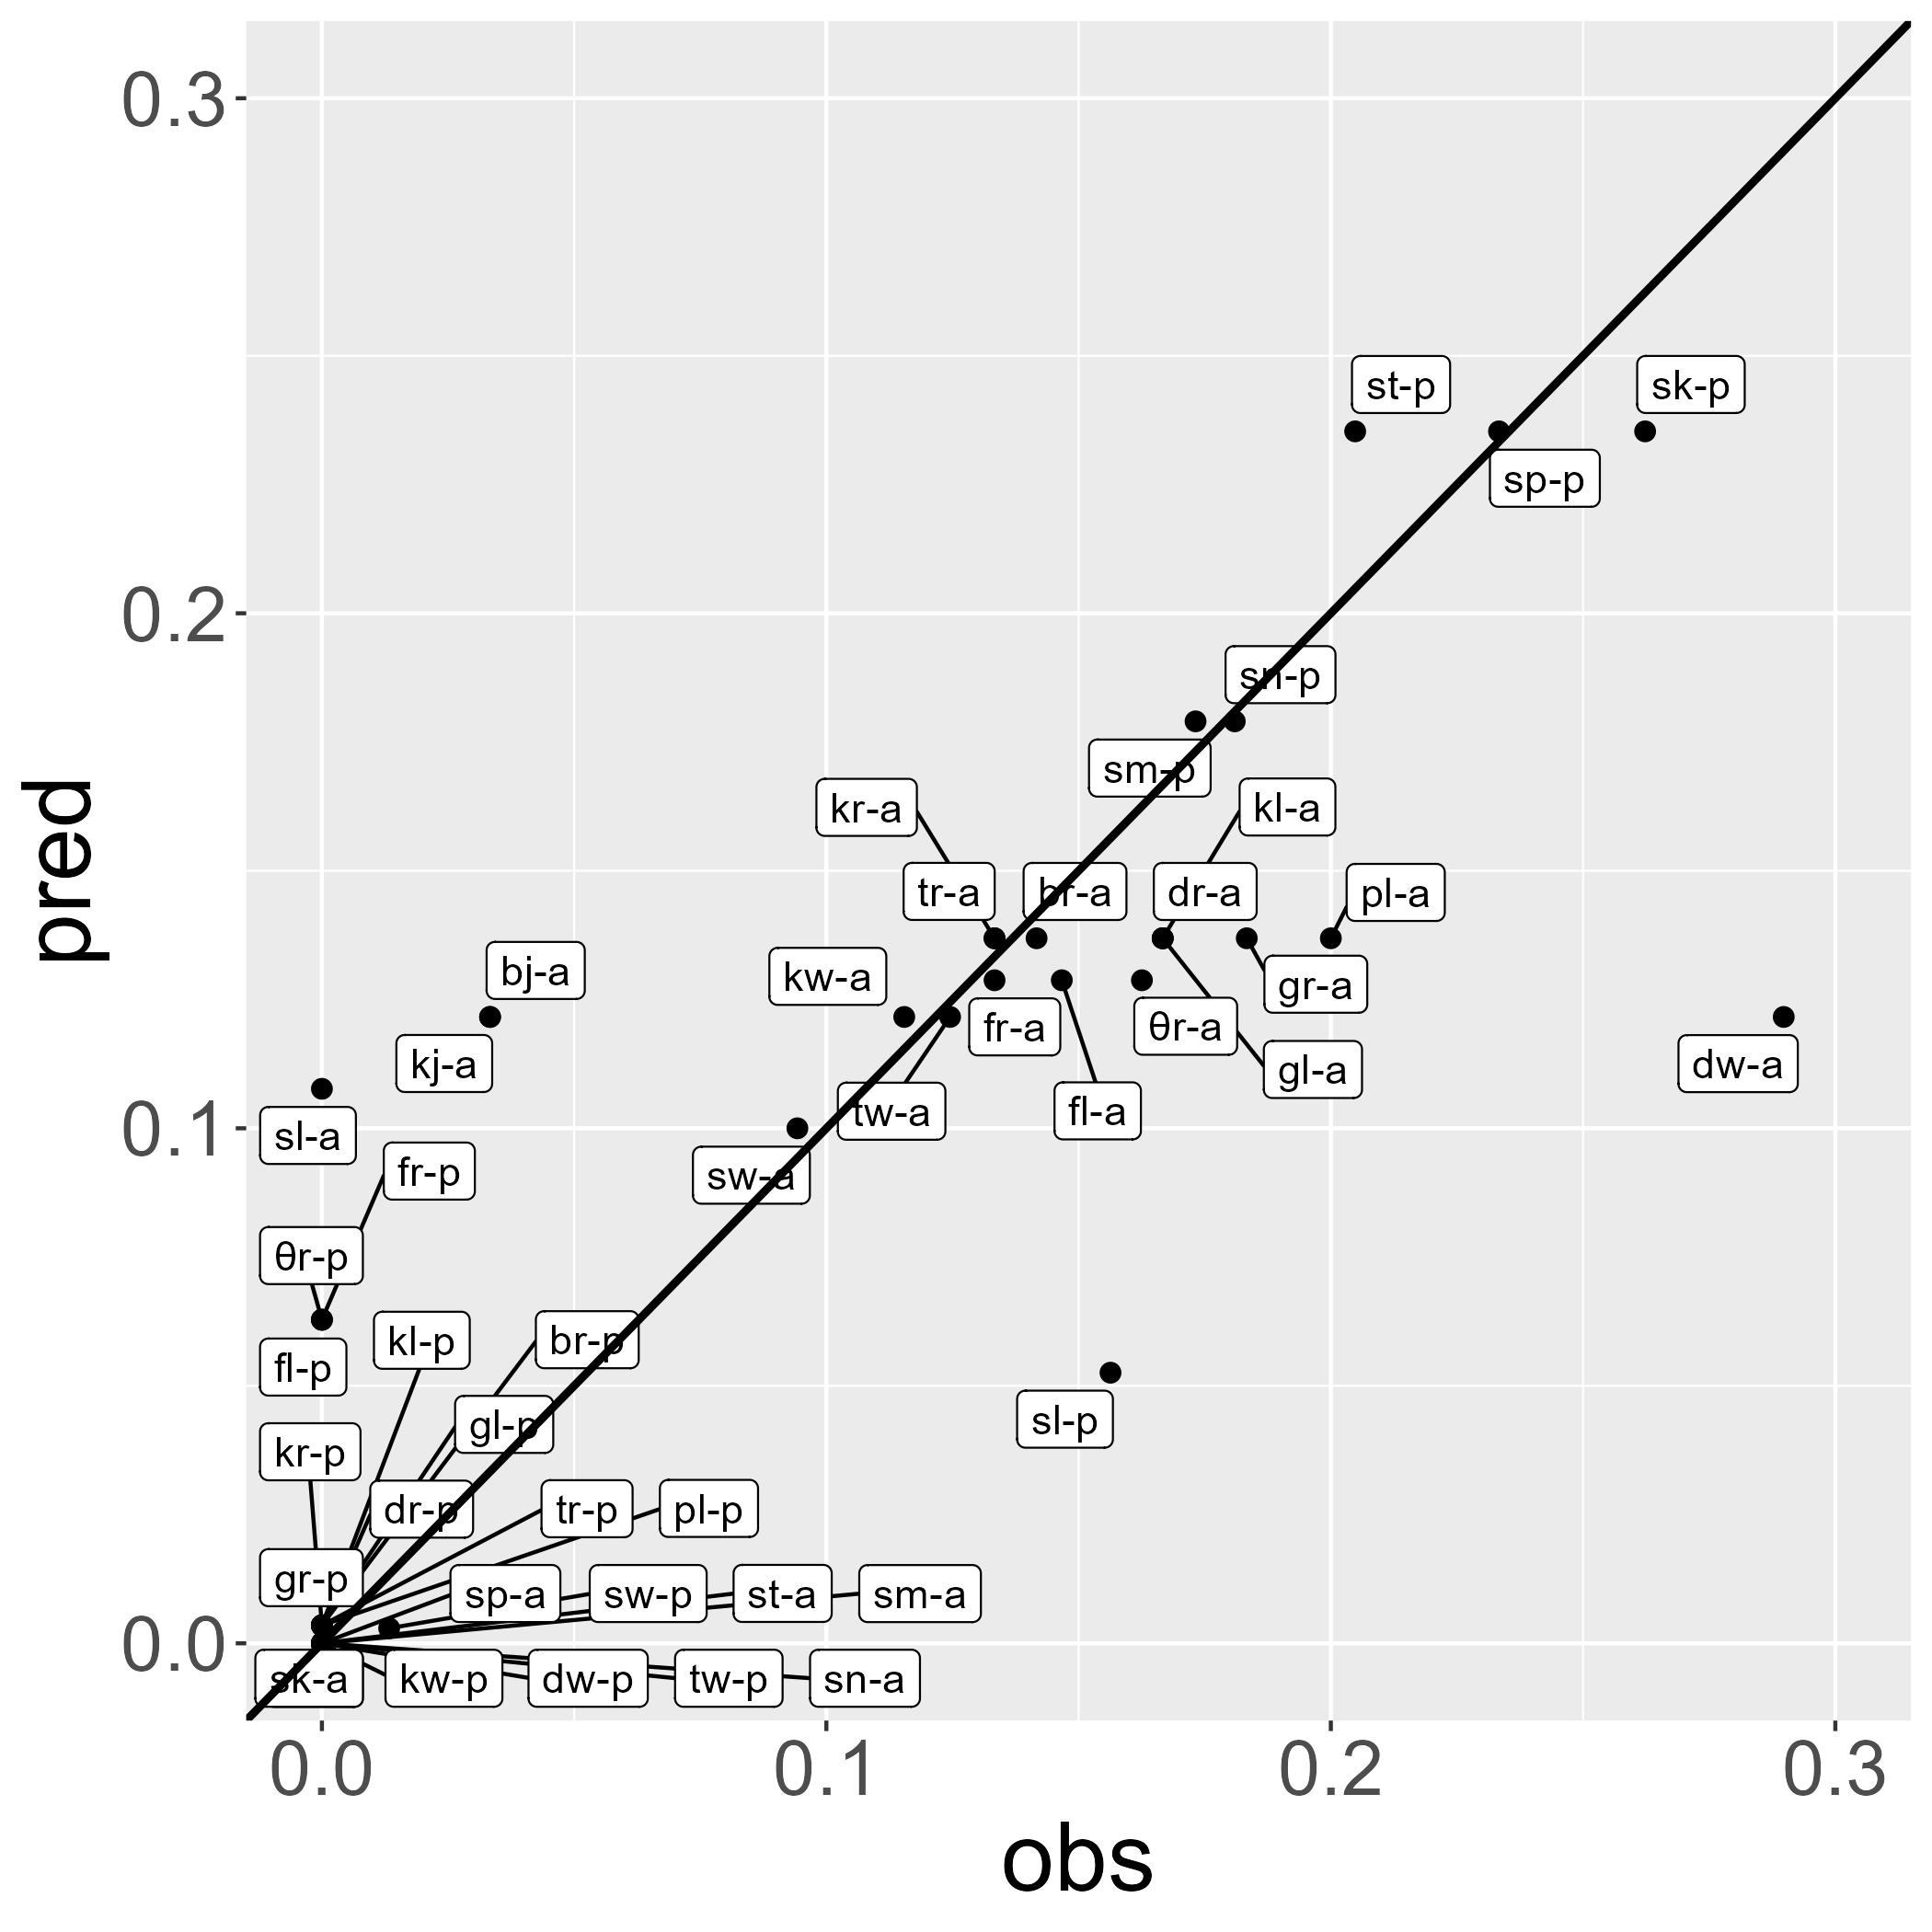 pred
0.3
0.2
0.1
0.0
st-p
sk-p
sp-p
sn-p
sm-p
kr-a
kl-a
tr-a
br-a
dr-a
pl-a
bj-a
kw-a
gr-a
fr-a
θr-a
kj-a
gl-a
dw-a
tw-a
fl-a
sl-a
fr-p
sw-a
θr-p
kl-p
br-p
fl-p
sl-p
gl-p
kr-p
dr-p
tr-p
pl-p
gr-p
sp-a
sw-p
st-a
sm-a
sk-a
kw-p
dw-p
tw-p
sn-a
0.0
0.1
0.2
0.3
obs